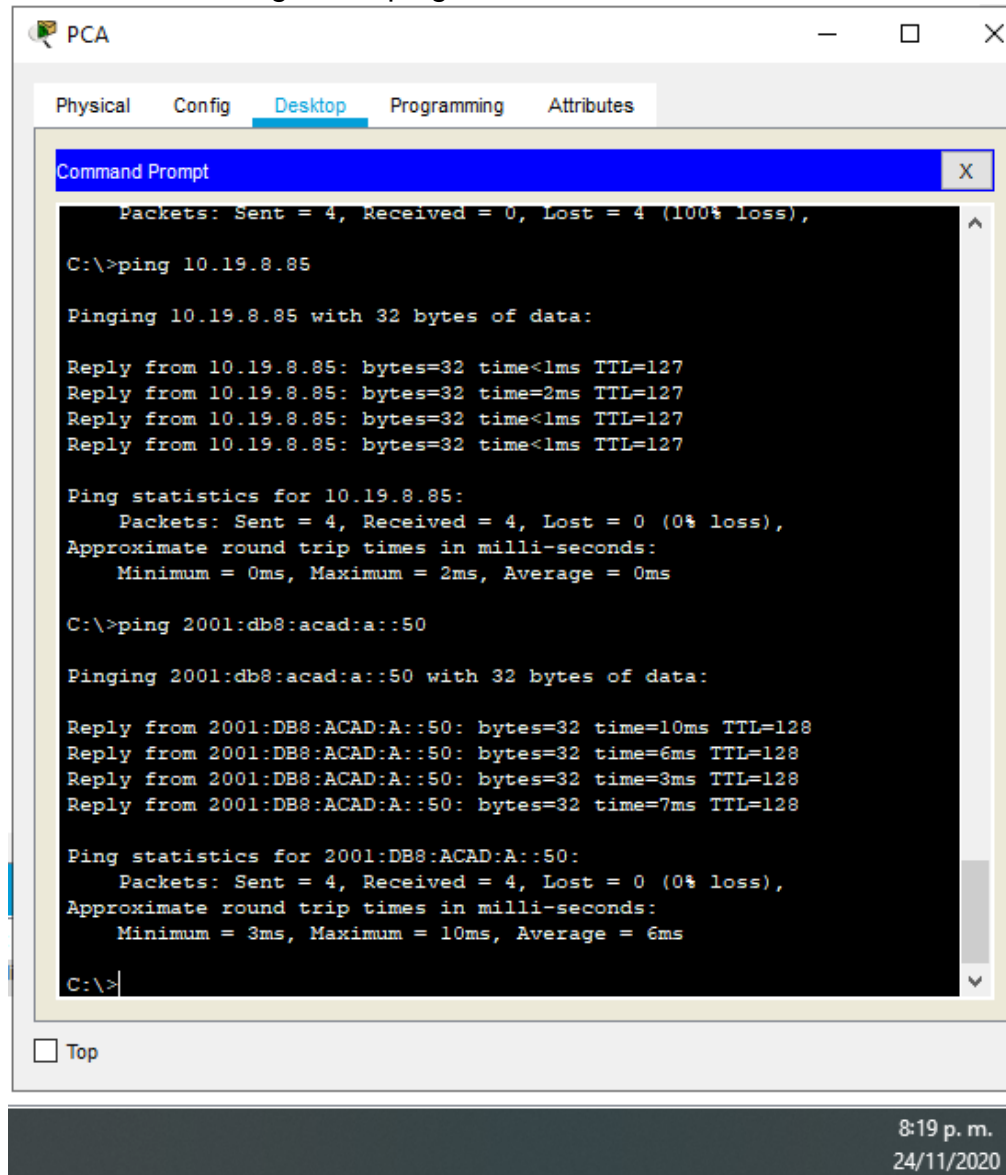 PCA
Physical Config Desktop Programming Attributes
Command Prompt
X
Packets: Sent = 4, Received = 0, Lost = 4 (100% loss),
C:\>ping 10.19.8.85
Pinging 10.19.8.85 with 32 bytes of data:
Reply from 10.19.8.85: bytes=32 time<1ms TTL=127
Reply from 10.19.8.85: bytes=32 time=2ms TTL=127
Reply from 10.19.8.85: bytes=32 time<1ms TTL=127
Reply from 10.19.8.85: bytes=32 time<1ms TTL=127
Ping statistics for 10.19.8.85:
Packets: Sent = 4, Received = 4, Lost = 0 (0% loss),
Approximate round trip times in milli-seconds:
Minimum = 0ms, Maximum = 2ms, Average = 0ms
C:\>ping 2001:db8:acad:a::50
Pinging 2001:db8:acad:a::50 with 32 bytes of data:
Reply from 2001:DB8:ACAD:A::50: bytes=32 time=10ms TTL=128
Reply from 2001:DB8:ACAD:A::50: bytes=32 time=6ms TTL=128
Reply from 2001:DB8:ACAD:A::50: bytes=32 time=3ms TTL=128
Reply from 2001:DB8:ACAD:A::50: bytes=32 time=7ms TTL=128
Ping statistics for 2001:DB8:ACAD:A::50:
Packets: Sent = 4, Received = 4, Lost = 0 (0% loss),
Approximate round trip times in milli-seconds:
Minimum = 3ms, Maximum = 10ms, Average = 6ms
C:\>
Top
8:19 p. m.
24/11/2020